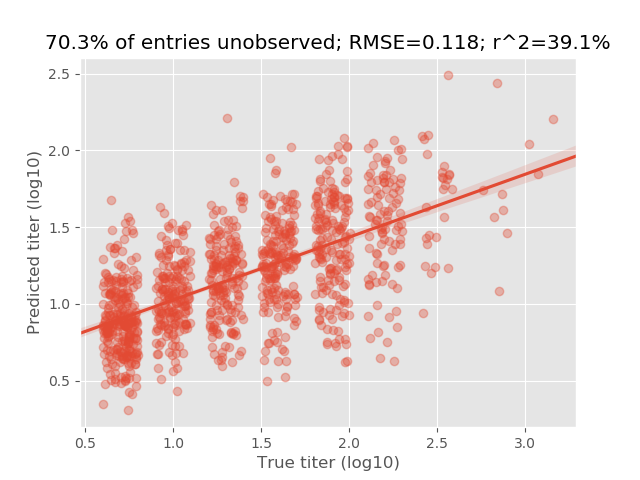 70.3% of entries unobserved; RMSE=0.118; r^2=39.1%
2.5
2.0
1.5
1.0
0.5
Predicted titer (log10)
0.5 1.0 1.5 2.0 2.5 3.0
True titer (log10)